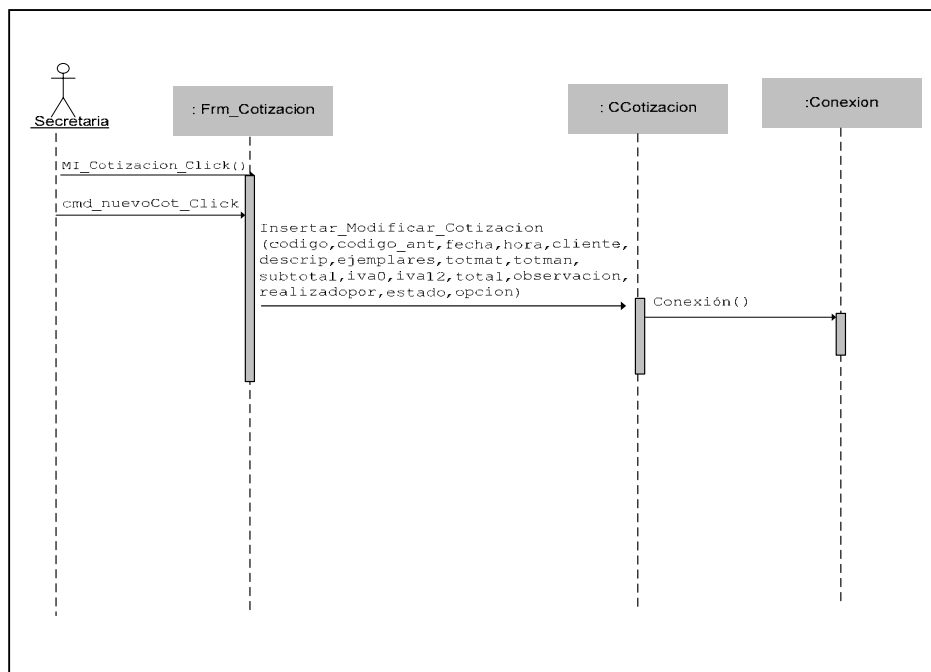 Secretaria
: Frm_Cotizacion
: CCotizacion
:Conexion
MI_Cotizacion_Click()
cmd_nuevoCot_Click
Insertar_Modificar_Cotizacion
(codigo,codigo_ant,fecha,hora,cliente,
descrip,ejemplares,totmat,totman,
subtotal,iva0,iva12,total,observacion,
realizadopor,estado,opcion)
Conexión()